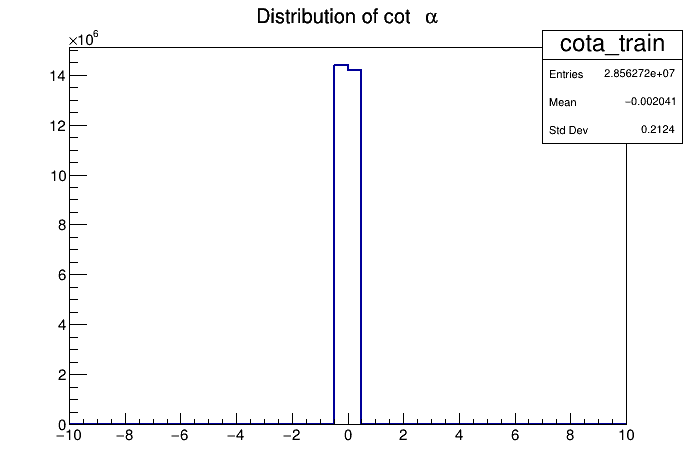 Distribution of cot α
×10⁶
cota_train
Entries 2.856272e+07
Mean −0.002041
Std Dev 0.2124
14
12
10
8
6
4
2
0
−10 −8 −6 −4 −2 0 2 4 6 8 10